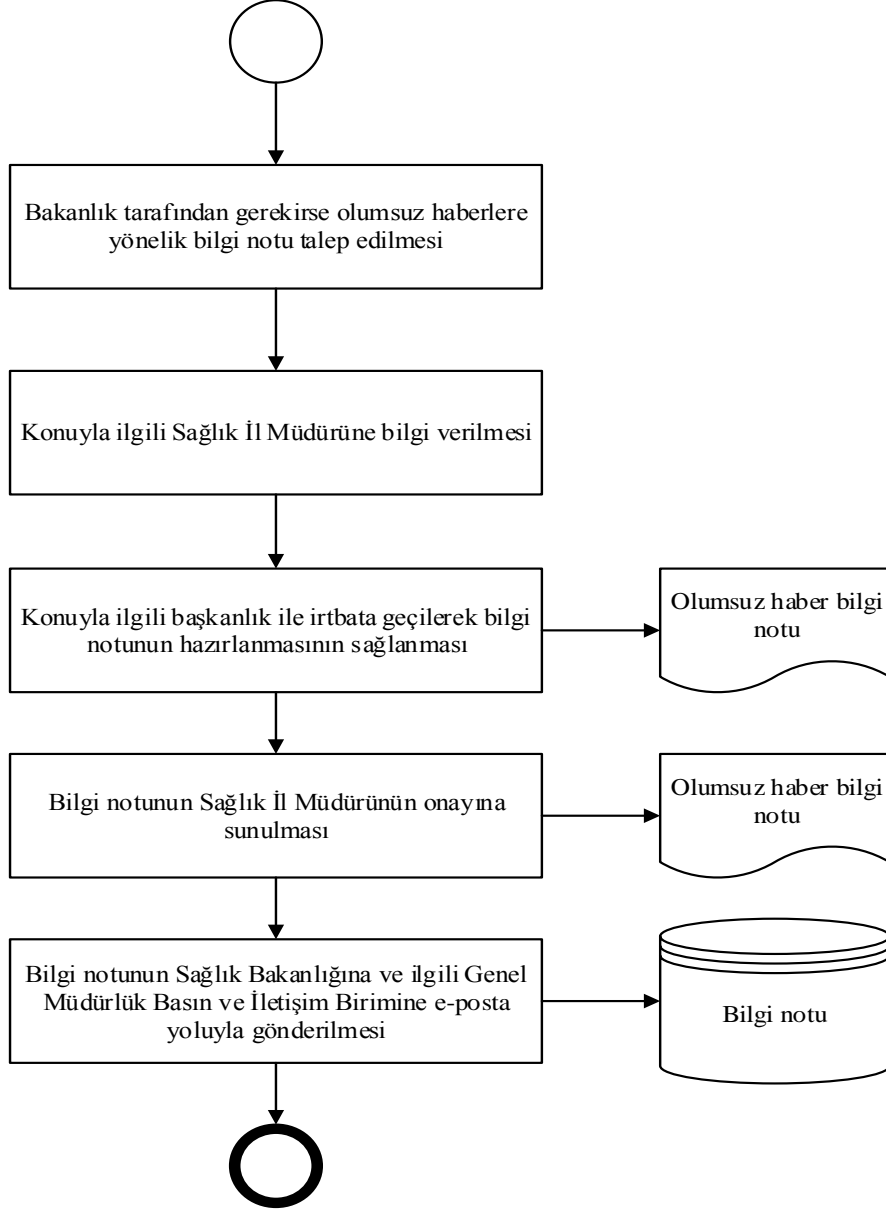 Bakanlık tarafından gerekirse olumsuz haberlere
yönelik bilgi notu talep edilmesi
Konuyla ilgili Sağlık İl Müdürüne bilgi verilmesi
Konuyla ilgili başkanlık ile irtbata geçilerek bilgi
notunun hazırlanmasının sağlanması
Olumsuz haber bilgi
notu
Bilgi notunun Sağlık İl Müdürünün onayına
sunulması
Olumsuz haber bilgi
notu
Bilgi notunun Sağlık Bakanlığına ve ilgili Genel
Müdürlük Basın ve İletişim Birimine e-posta
yoluyla gönderilmesi
Bilgi notu